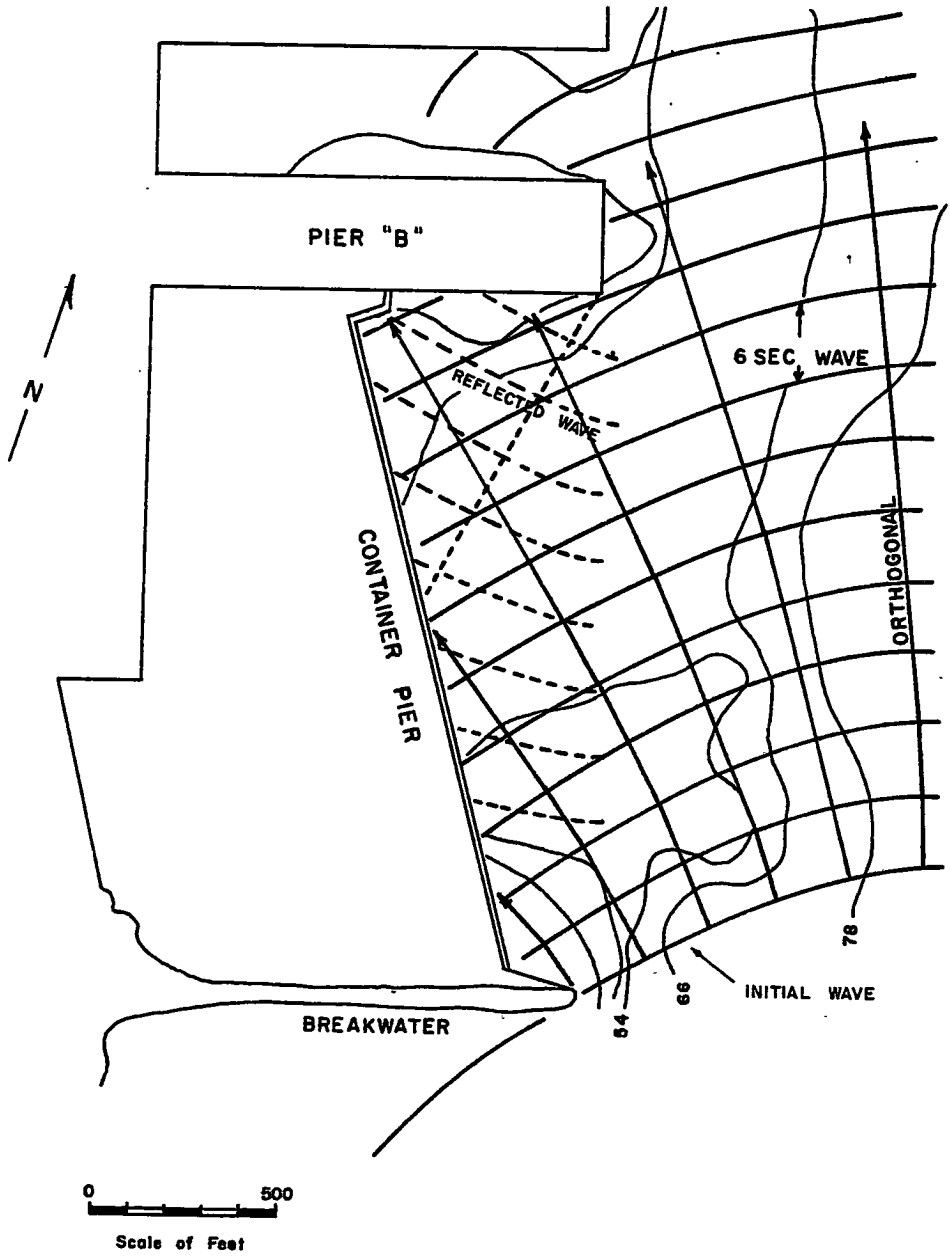 PIER "B"
N
6 SEC. WAVE
REFLECTED WAVE
CONTAINER PIER
ORTHOGONAL
78
66
54
INITIAL WAVE
BREAKWATER
0 500
Scale of Feet